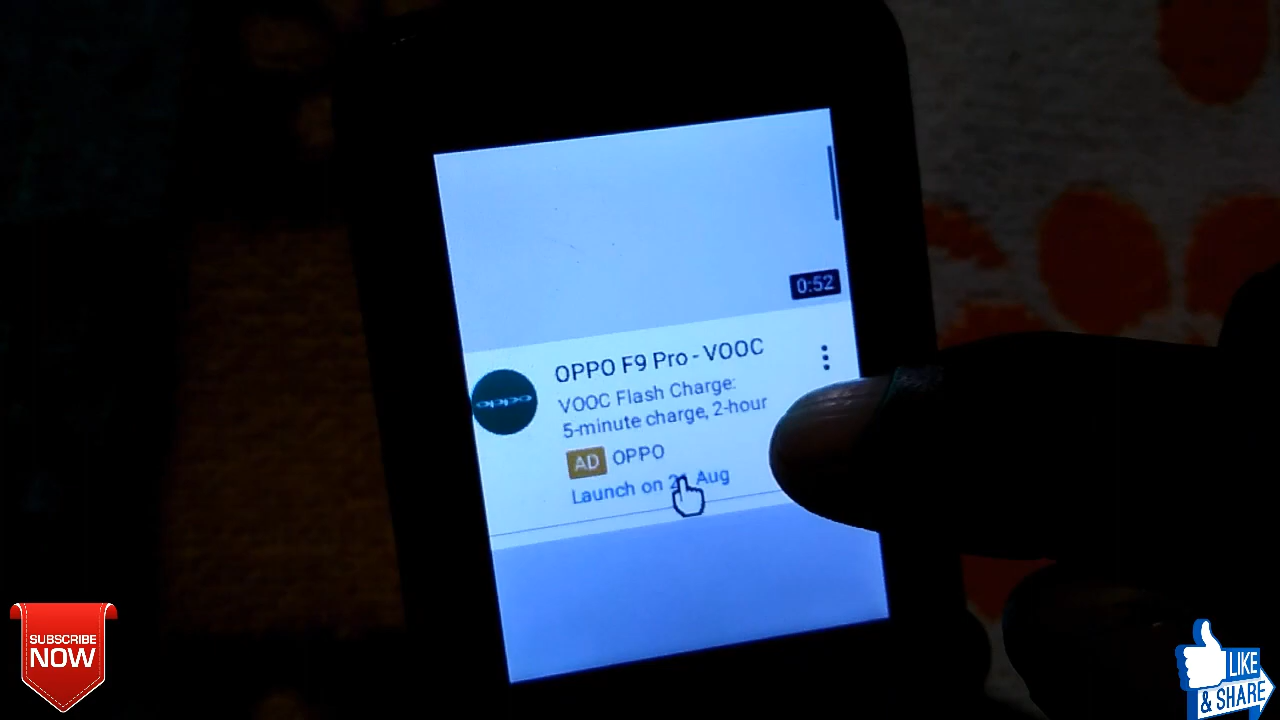 0:52
OPPO F9 Pro - VOOC
VOOC Flash Charge:
5-minute charge, 2-hour
oppo
AD OPPO
Launch on Aug
SUBSCRIBE
NOW
LIKE
& SHARE